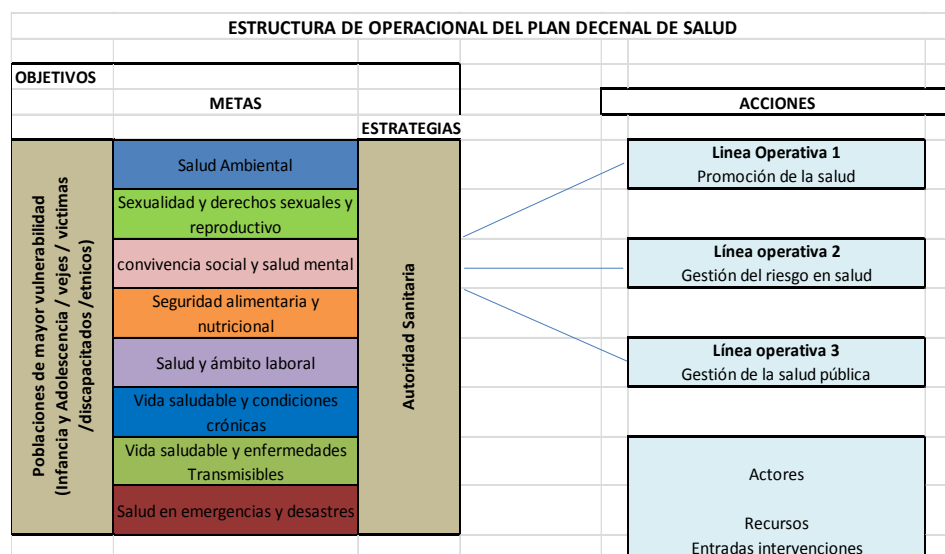 ESTRUCTURA DE OPERACIONAL DEL PLAN DECENAL DE SALUD
OBJETIVOS
METAS
ACCIONES
ESTRATEGIAS
Poblaciones de mayor vulnerabilidad
(Infancia y Adolescencia / vejes / victimas
/discapacitados /etnicos)
Salud Ambiental
Sexualidad y derechos sexuales y
reproductivo
convivencia social y salud mental
Seguridad alimentaria y
nutricional
Salud y ámbito laboral
Vida saludable y condiciones
crónicas
Vida saludable y enfermedades
Transmisibles
Salud en emergencias y desastres
Autoridad Sanitaria
Linea Operativa 1
Promoción de la salud
Línea operativa 2
Gestión del riesgo en salud
Línea operativa 3
Gestión de la salud pública
Actores
Recursos
Entradas intervenciones